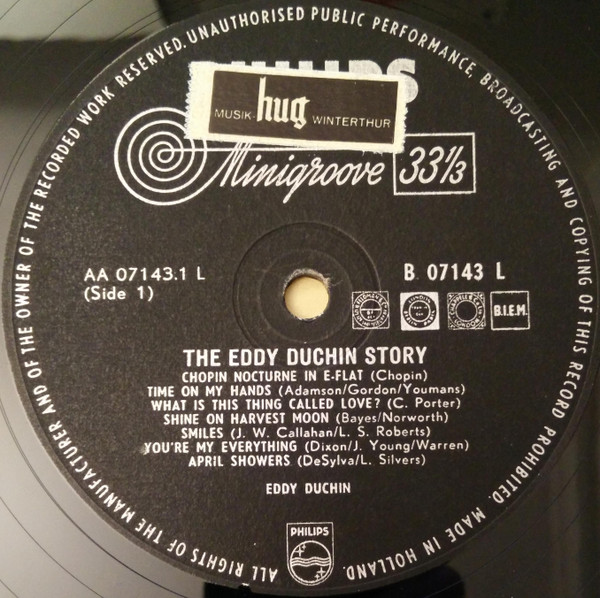 ALL RIGHTS OF THE MANUFACTURER AND OF THE OWNER OF THE RECORDED WORK RESERVED. UNAUTHORISED PUBLIC PERFORMANCE, BROADCASTING AND COPYING OF THIS RECORD PROHIBITED. MADE IN HOLLAND.
MUSIK- hug WINTERTHUR
Minigroove 33⅓
AA 07143.1 L
(Side 1)
B 07143 L
B.I.E.M.
THE EDDY DUCHIN STORY
CHOPIN NOCTURNE IN E-FLAT (Chopin)
TIME ON MY HANDS (Adamson/Gordon/Youmans)
WHAT IS THIS THING CALLED LOVE? (C. Porter)
SHINE ON HARVEST MOON (Bayes/Norworth)
SMILES (J. W. Callahan/L. S. Roberts)
YOU'RE MY EVERYTHING (Dixon/J. Young/Warren)
APRIL SHOWERS (DeSylva/L. Silvers)
EDDY DUCHIN
PHILIPS